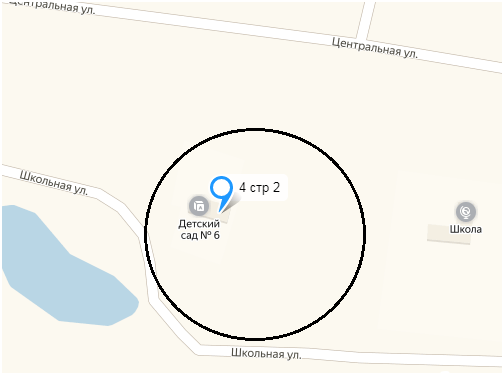 Центральная ул.
Центральная ул.
Школьная ул.
4 стр 2
Детский
сад № 6
Школа
Школьная ул.